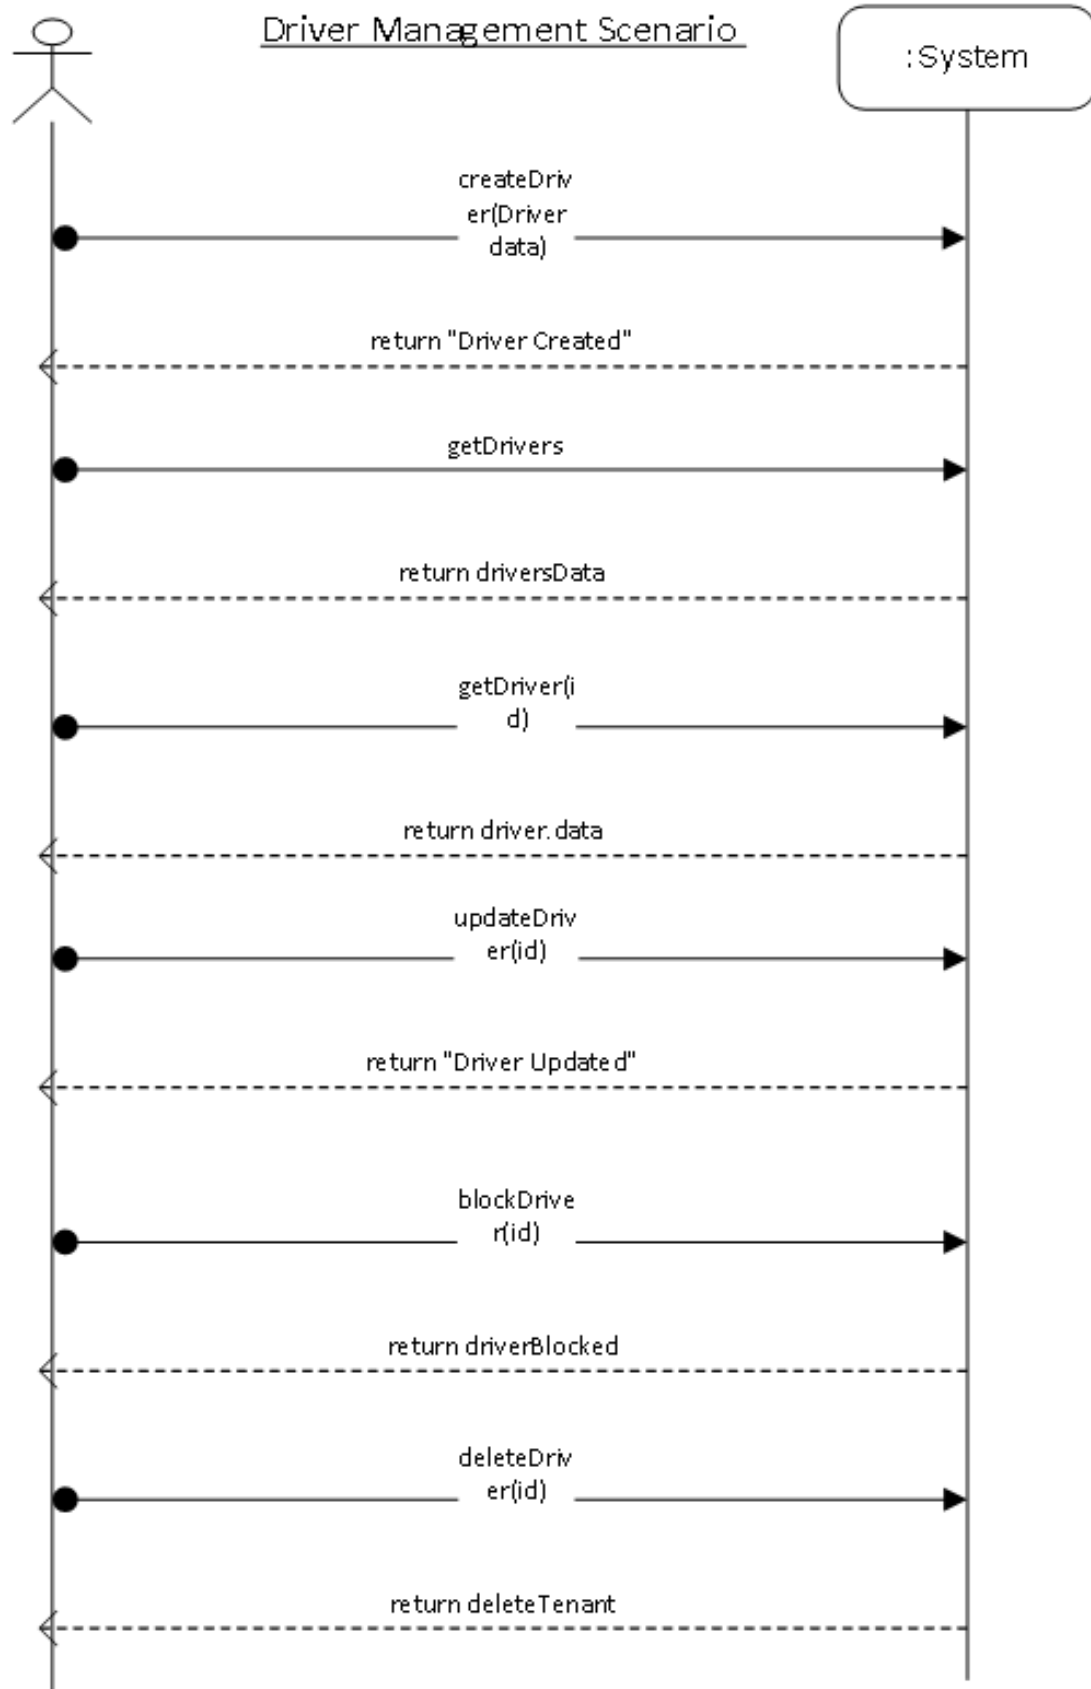 Driver Management Scenario
:System
createDriv
er(Driver
data)
return "Driver Created"
getDrivers
return driversData
getDriver(i
d)
return driver.data
updateDriv
er(id)
return "Driver Updated"
blockDrive
r(id)
return driverBlocked
deleteDriv
er(id)
return deleteTenant